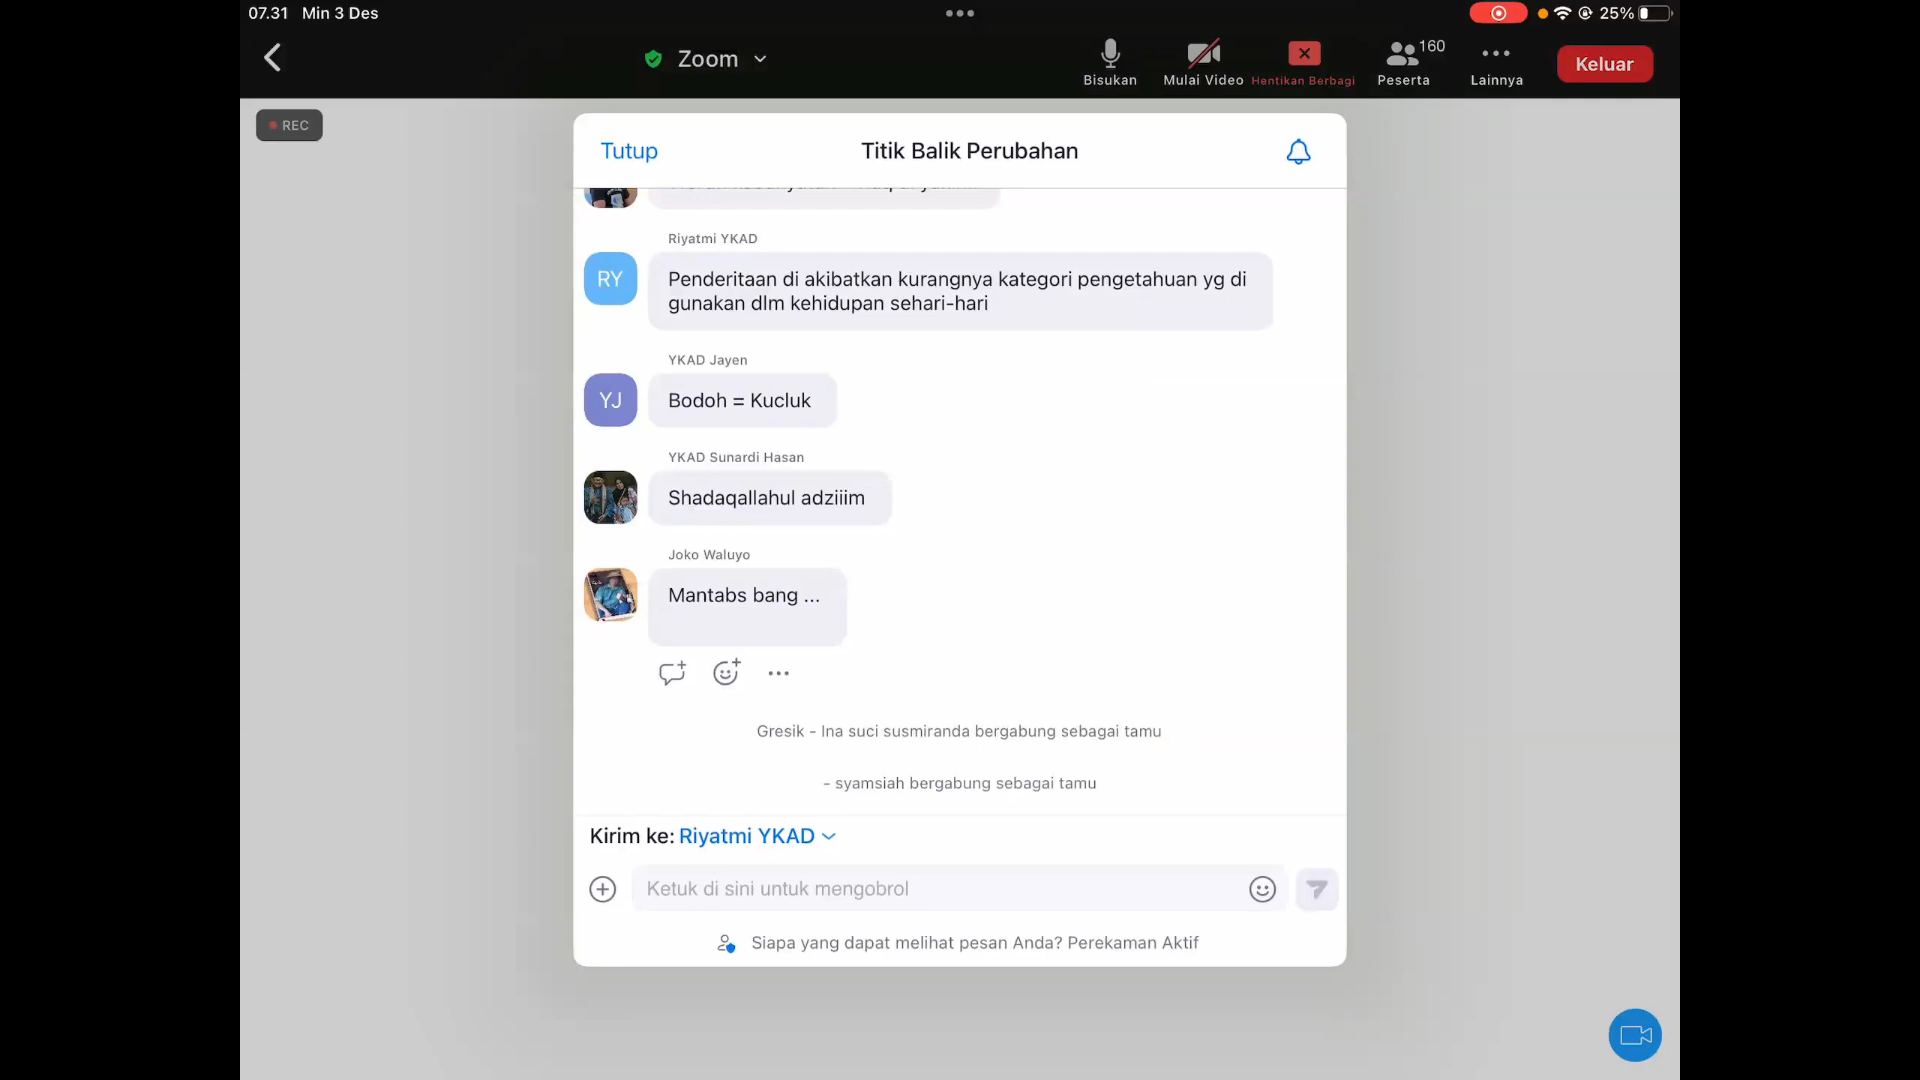 07.31 Min 3 Des
25%
Zoom
Bisukan
Mulai Video
Hentikan Berbagi
160
Peserta
Lainnya
Keluar
REC
Tutup
Titik Balik Perubahan
Riyatmi YKAD
RY
Penderitaan di akibatkan kurangnya kategori pengetahuan yg di
gunakan dlm kehidupan sehari-hari
YKAD Jayen
YJ
Bodoh = Kucluk
YKAD Sunardi Hasan
Shadaqallahul adziiim
Joko Waluyo
Mantabs bang ...
Gresik - Ina suci susmiranda bergabung sebagai tamu
- syamsiah bergabung sebagai tamu
Kirim ke: Riyatmi YKAD
Ketuk di sini untuk mengobrol
Siapa yang dapat melihat pesan Anda? Perekaman Aktif